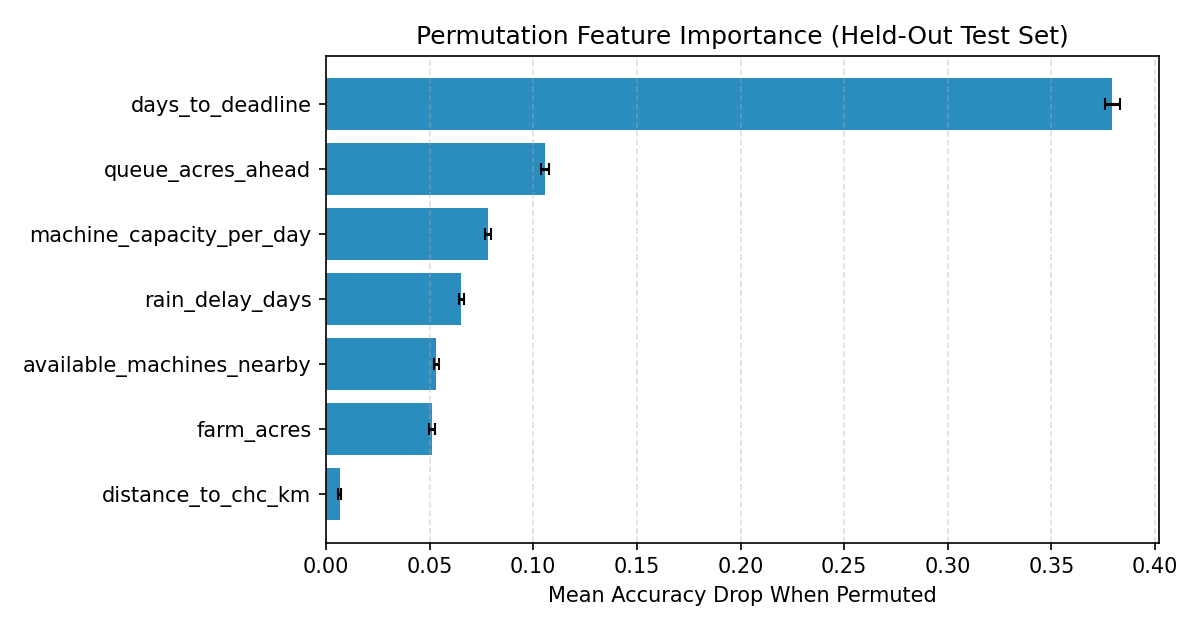 Permutation Feature Importance (Held-Out Test Set)
days_to_deadline
queue_acres_ahead
machine_capacity_per_day
rain_delay_days
available_machines_nearby
farm_acres
distance_to_chc_km
0.00 0.05 0.10 0.15 0.20 0.25 0.30 0.35 0.40
Mean Accuracy Drop When Permuted